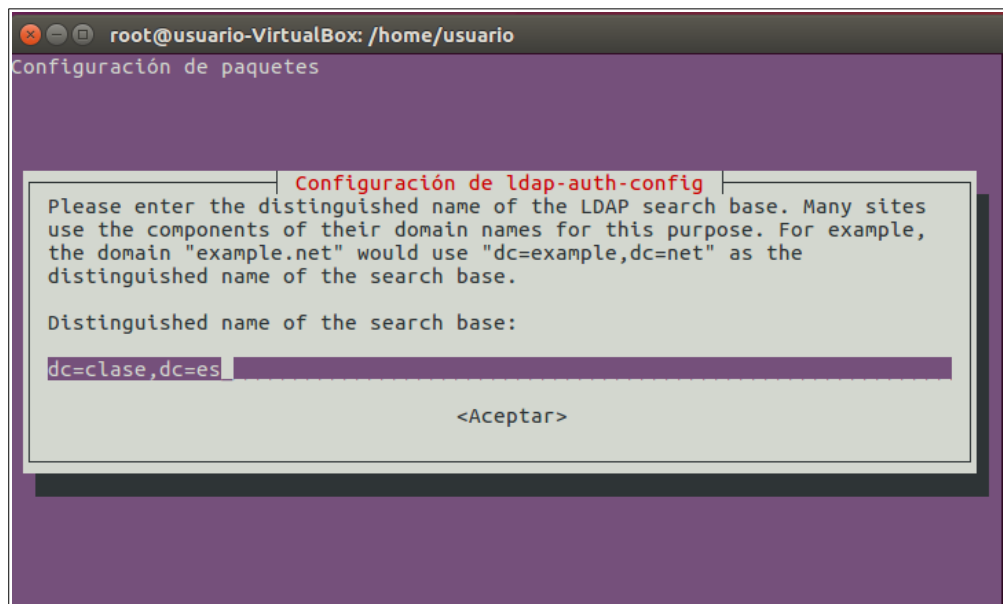 root@usuario-VirtualBox: /home/usuario
Configuración de paquetes
Configuración de ldap-auth-config
Please enter the distinguished name of the LDAP search base. Many sites
use the components of their domain names for this purpose. For example,
the domain "example.net" would use "dc=example,dc=net" as the
distinguished name of the search base.
Distinguished name of the search base:
dc=clase,dc=es
<Aceptar>